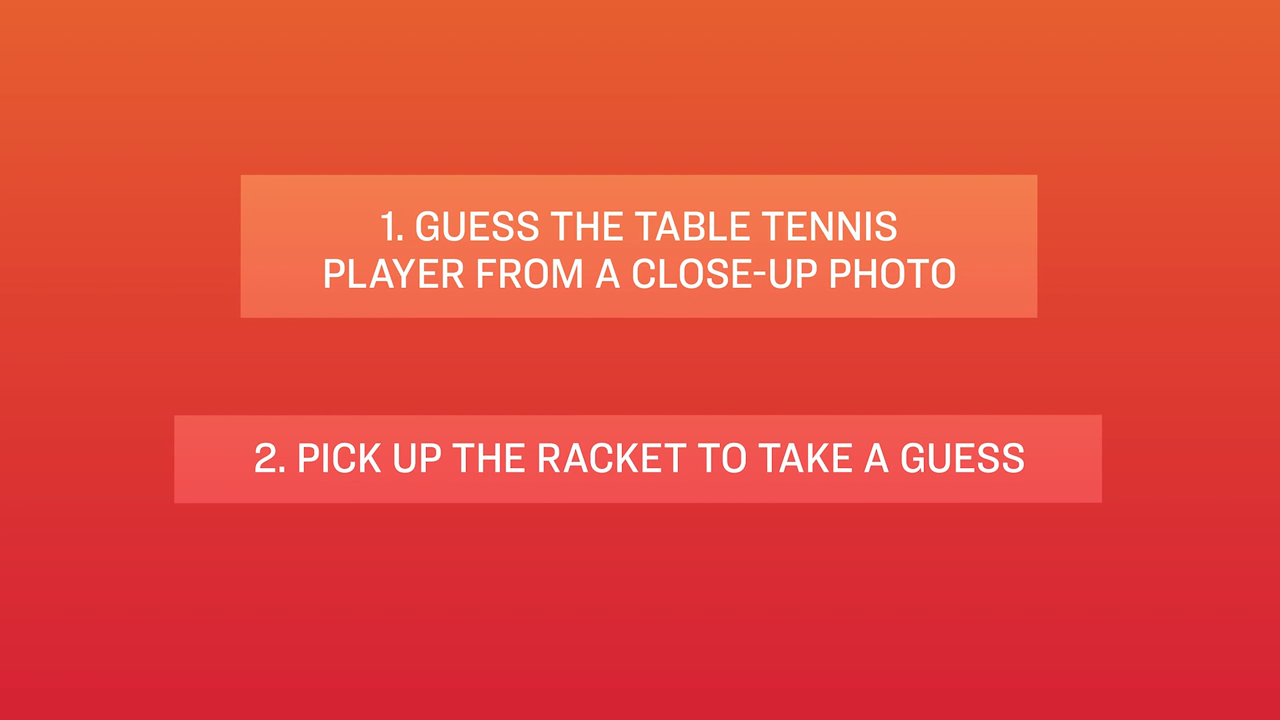 1. GUESS THE TABLE TENNIS
PLAYER FROM A CLOSE-UP PHOTO
2. PICK UP THE RACKET TO TAKE A GUESS